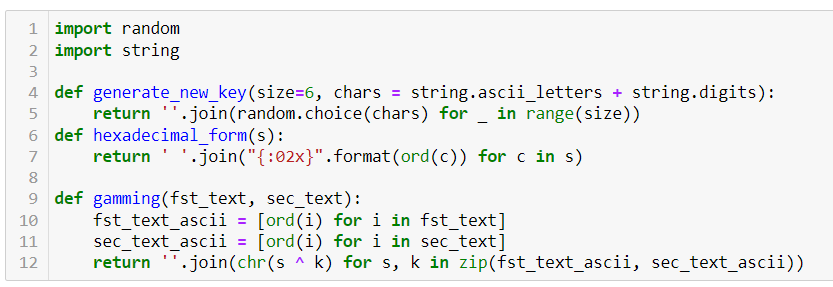 1 import random
2 import string
3
4 def generate_new_key(size=6, chars = string.ascii_letters + string.digits):
5     return ''.join(random.choice(chars) for _ in range(size))
6 def hexadecimal_form(s):
7     return ' '.join("{:02x}".format(ord(c)) for c in s)
8
9 def gamming(fst_text, sec_text):
10     fst_text_ascii = [ord(i) for i in fst_text]
11     sec_text_ascii = [ord(i) for i in sec_text]
12     return ''.join(chr(s ^ k) for s, k in zip(fst_text_ascii, sec_text_ascii))